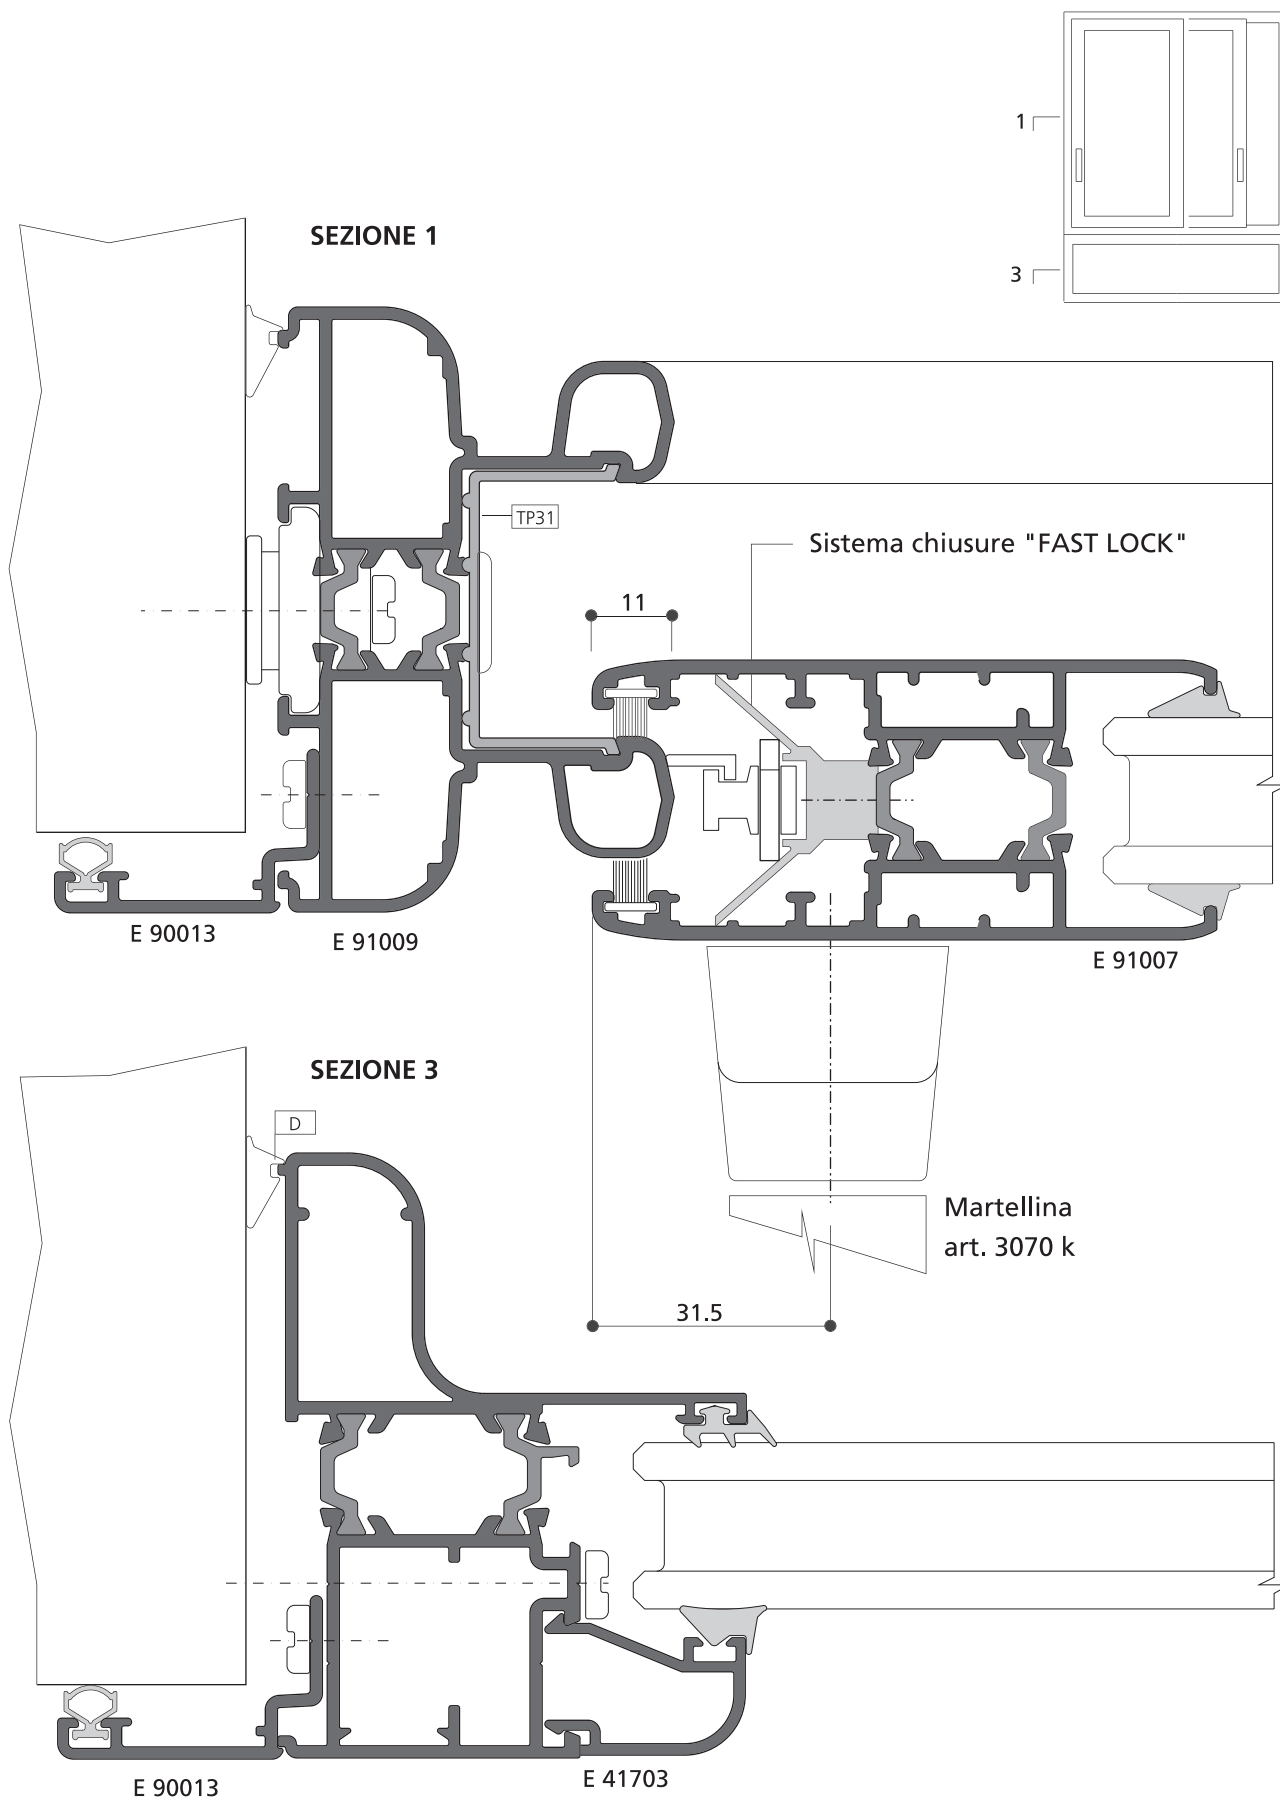 1
3
SEZIONE 1
TP31
Sistema chiusure "FAST LOCK"
11
E 90013
E 91009
E 91007
SEZIONE 3
D
Martellina
art. 3070 k
31.5
E 90013
E 41703